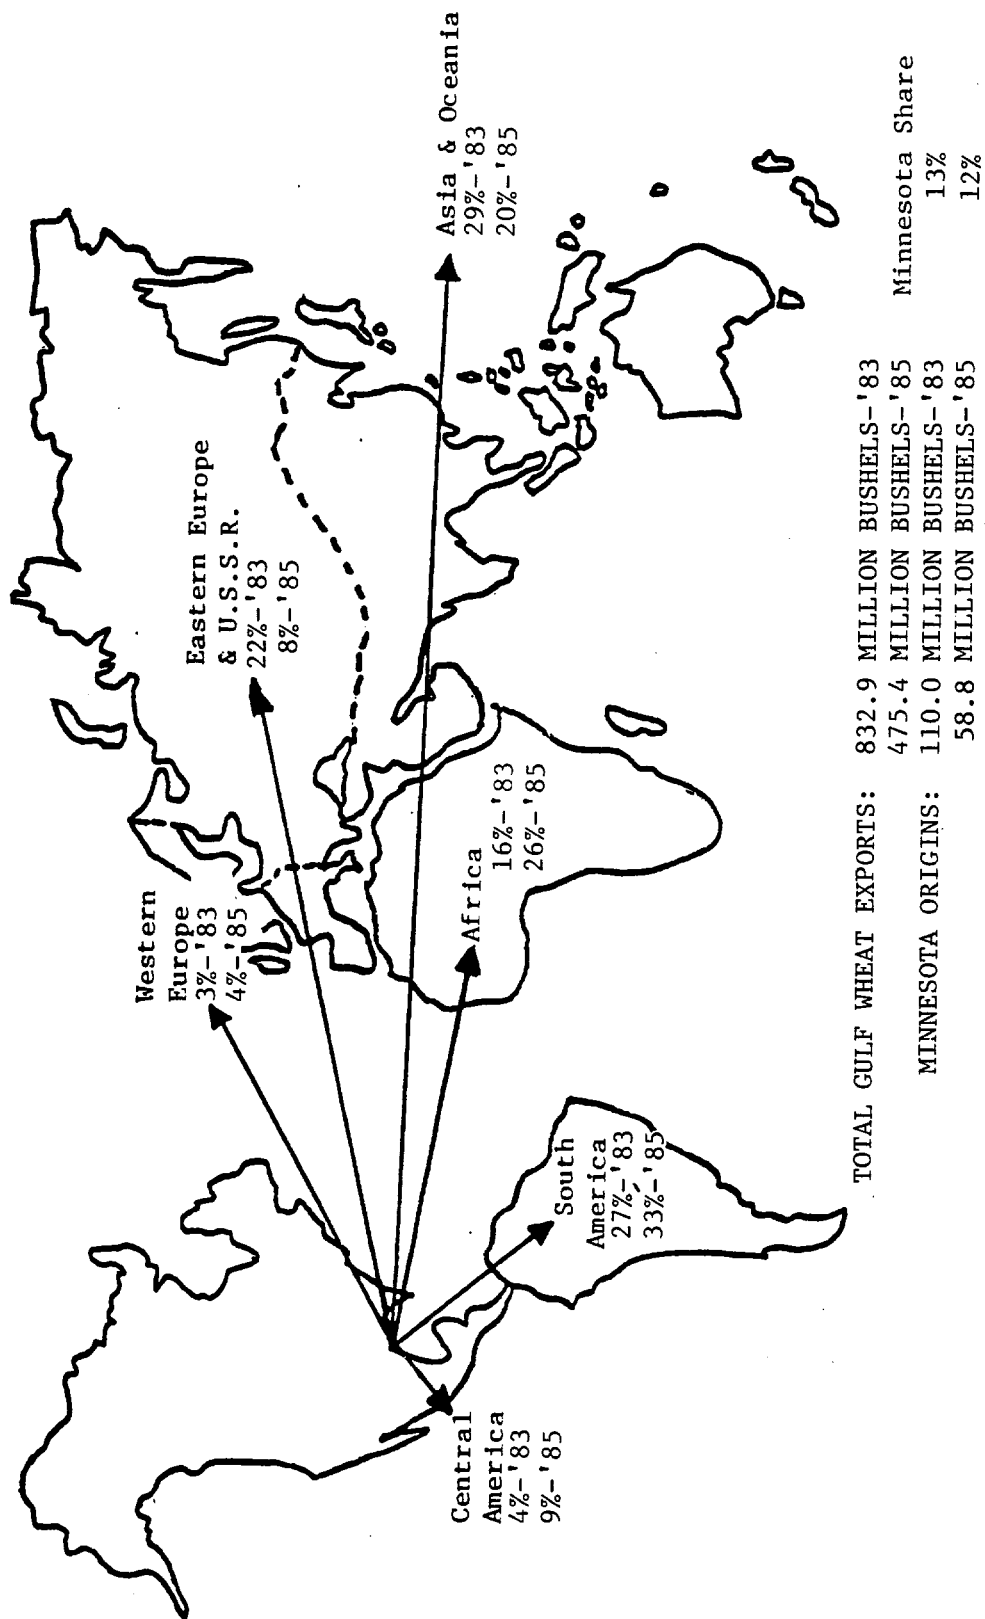 Western
Europe
3%-'83
4%-'85
Eastern Europe
& U.S.S.R.
22%-'83
8%-'85
Asia & Oceania
29%-'83
20%-'85
Africa
16%-'83
26%-'85
South
America
27%-'83
33%-'85
Central
America
4%-'83
9%-'85
Minnesota Share
TOTAL GULF WHEAT EXPORTS: 832.9 MILLION BUSHELS-'83
475.4 MILLION BUSHELS-'85
MINNESOTA ORIGINS: 110.0 MILLION BUSHELS-'83 13%
58.8 MILLION BUSHELS-'85 12%